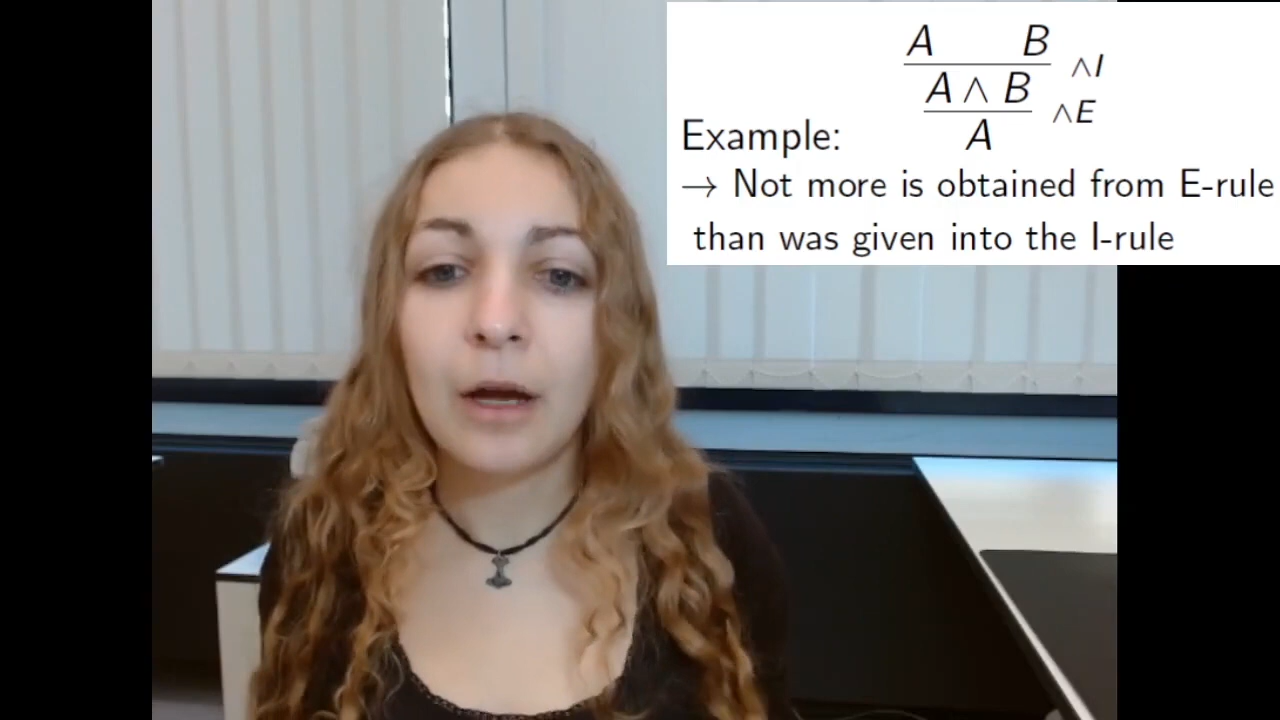 A B
∧I
A ∧ B
∧E
Example: A
→ Not more is obtained from E-rule
than was given into the I-rule